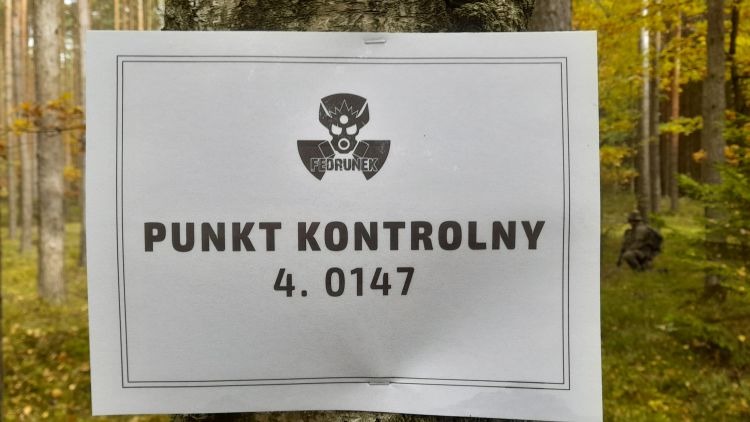 FEDRUNEK
PUNKT KONTROLNY
4. 0147